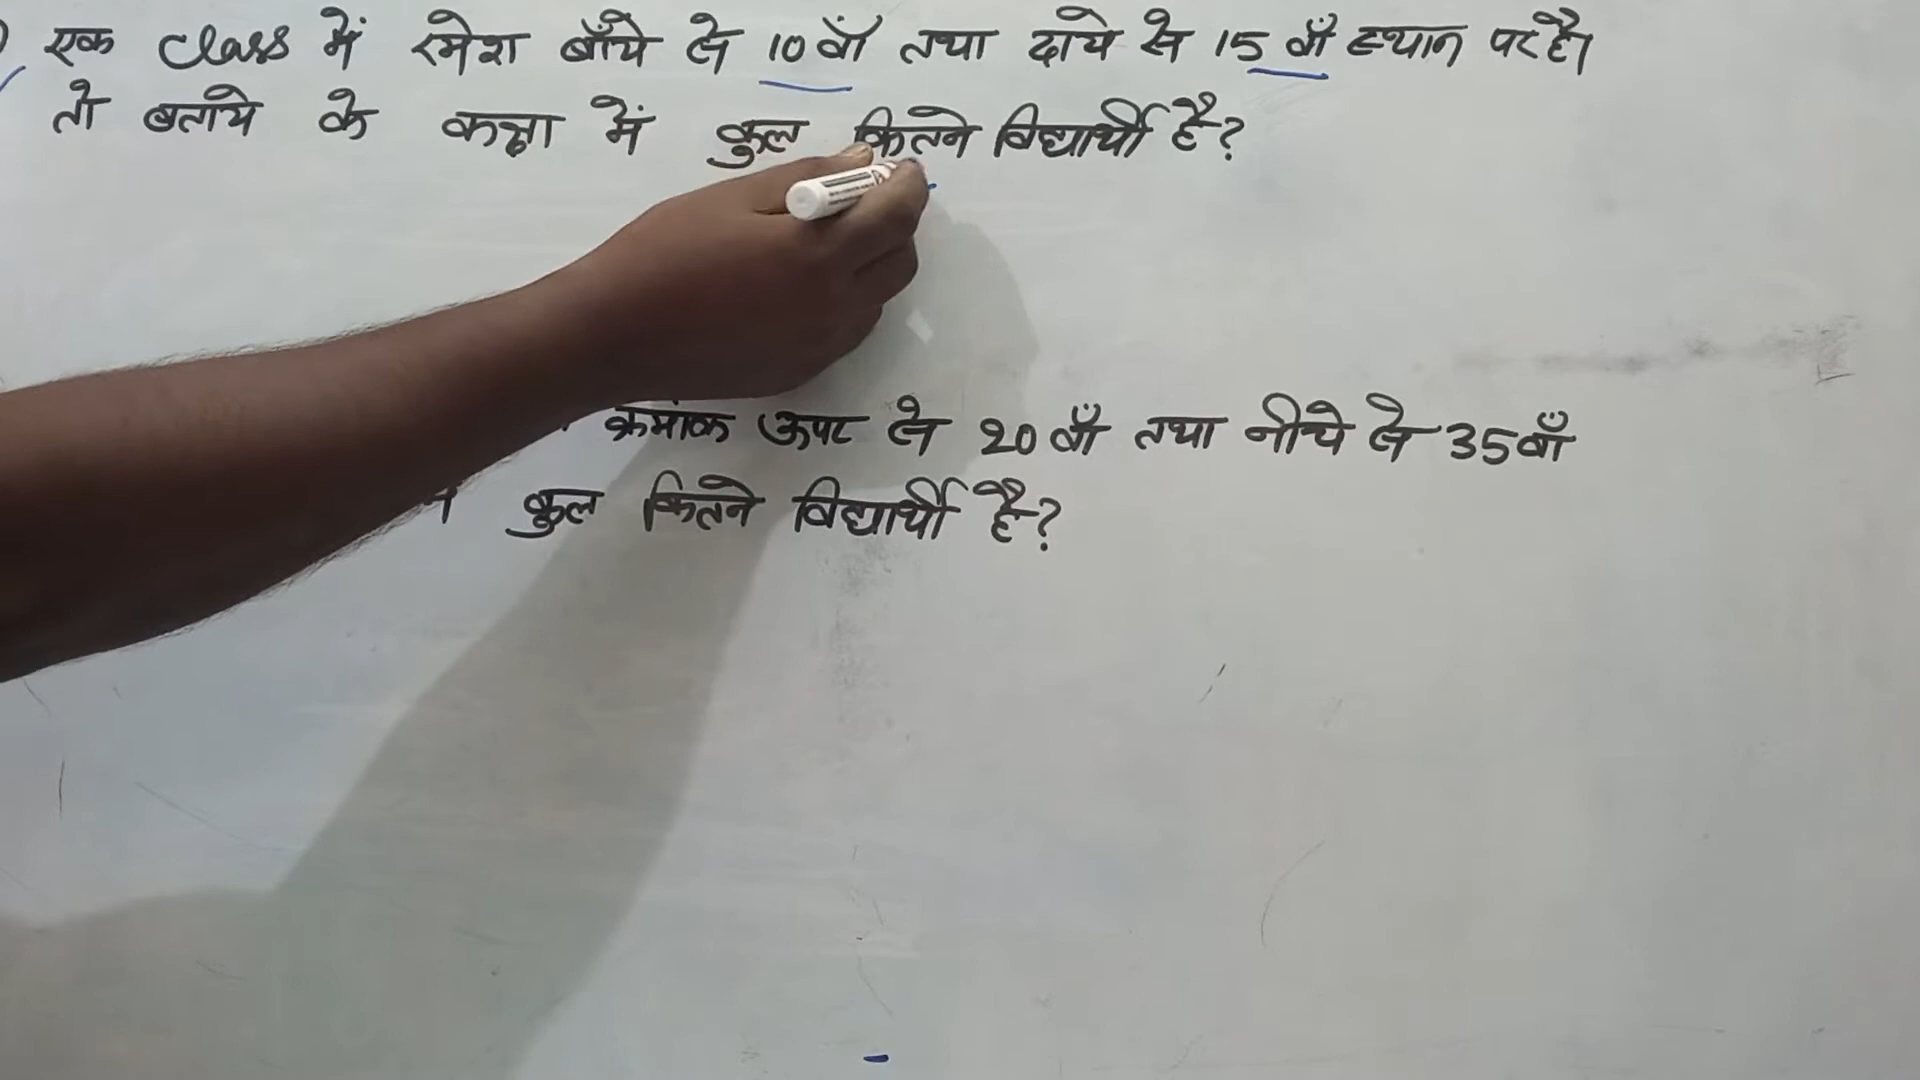 एक class में रमेश बाँये से 10 वाँ तथा दाये से 15 वाँ स्थान पर है।
तो बताये के कक्षा में कुल कितने विद्यार्थी है?
क्रमांक ऊपर से 20 वाँ तथा नीचे से 35 वाँ
कुल कितने विद्यार्थी है?